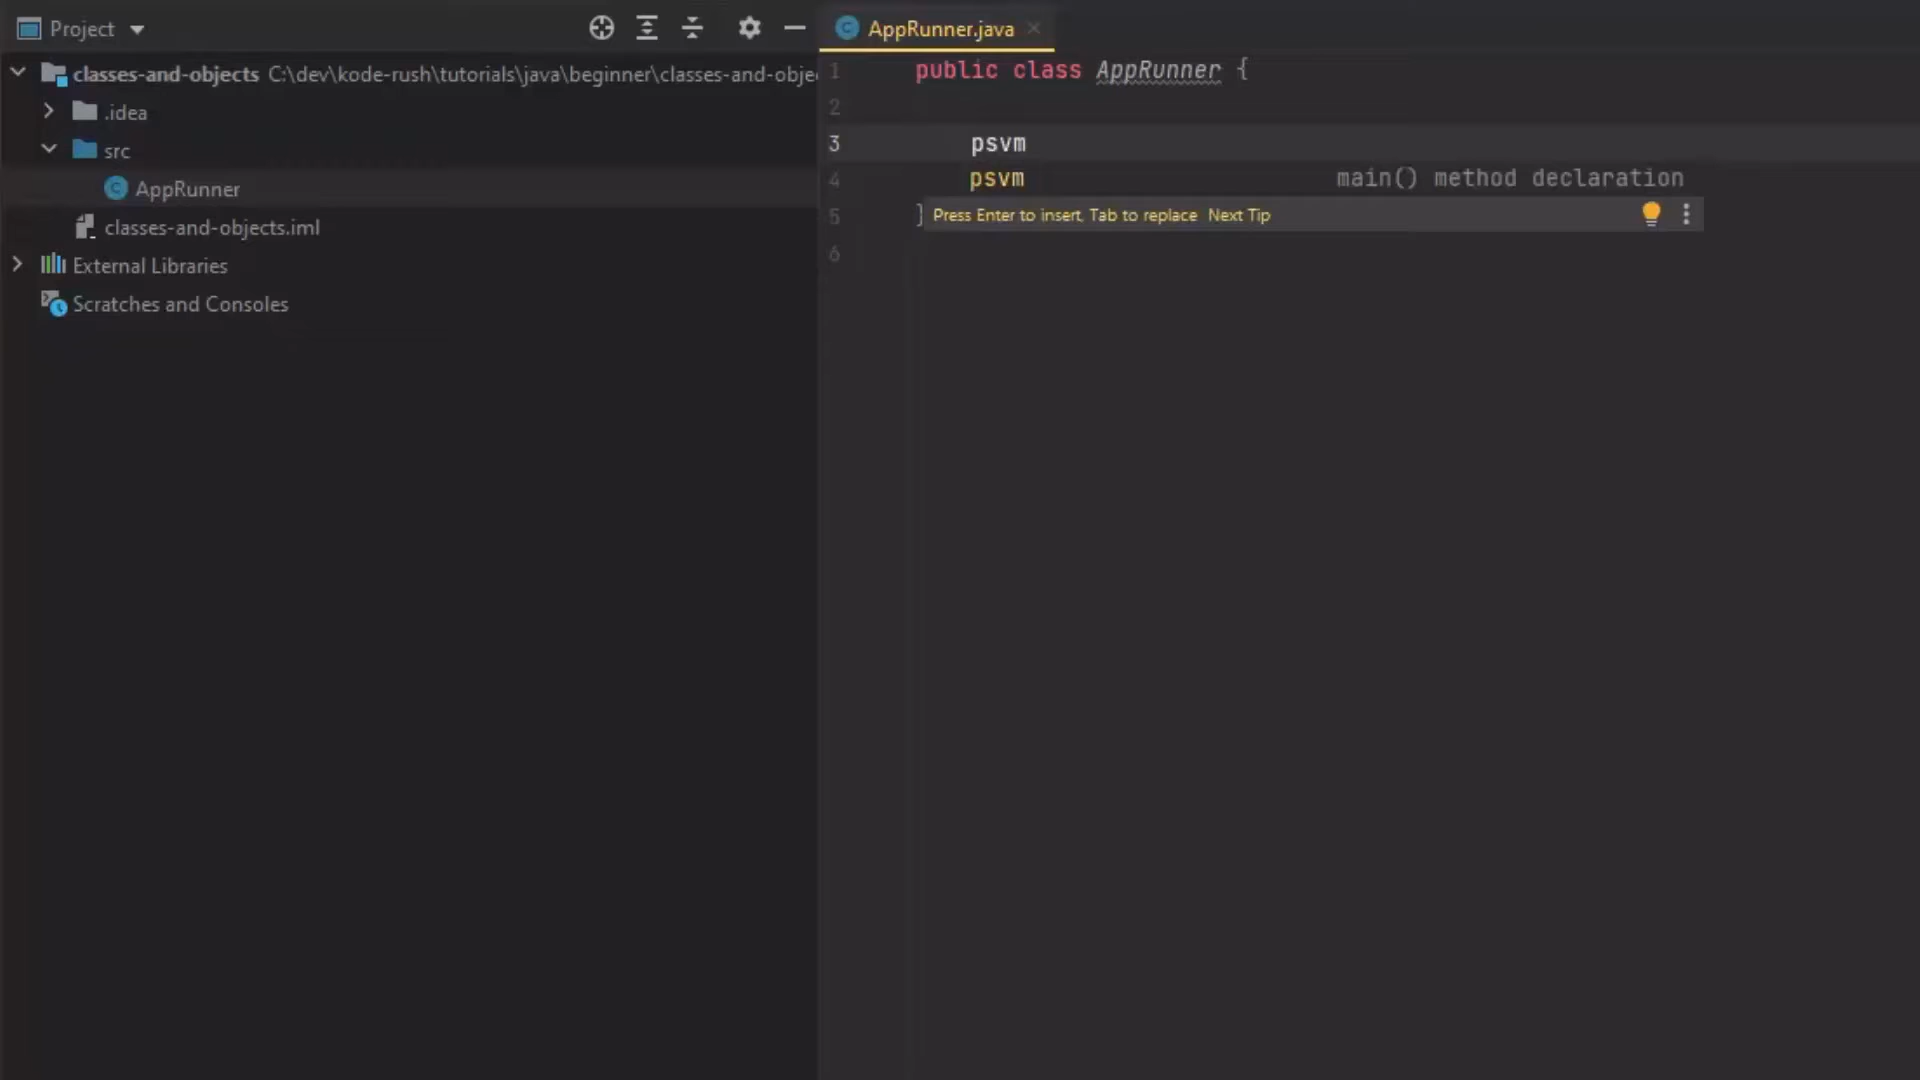 Project
classes-and-objects C:\dev\kode-rush\tutorials\java\beginner\classes-and-obje
.idea
src
AppRunner
classes-and-objects.iml
External Libraries
Scratches and Consoles
AppRunner.java
1 public class AppRunner {
2
3 psvm
4 psvm main() method declaration
5 } Press Enter to insert, Tab to replace Next Tip
6